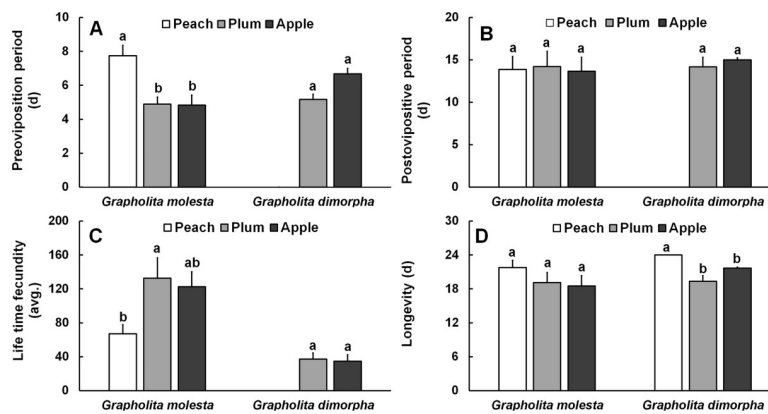 A
Peach Plum Apple
Preoviposition period
(d)
10
8
6
4
2
0
a
b
b
a
a
Grapholita molesta
Grapholita dimorpha
B
Peach Plum Apple
Postovipositive period
(d)
20
15
10
5
0
a
a
a
a
a
Grapholita molesta
Grapholita dimorpha
C
Peach Plum Apple
Life time fecundity
(avg.)
200
160
120
80
40
0
b
a
ab
a
a
Grapholita molesta
Grapholita dimorpha
D
Peach Plum Apple
Longevity (d)
30
24
18
12
6
0
a
a
a
a
b
b
Grapholita molesta
Grapholita dimorpha